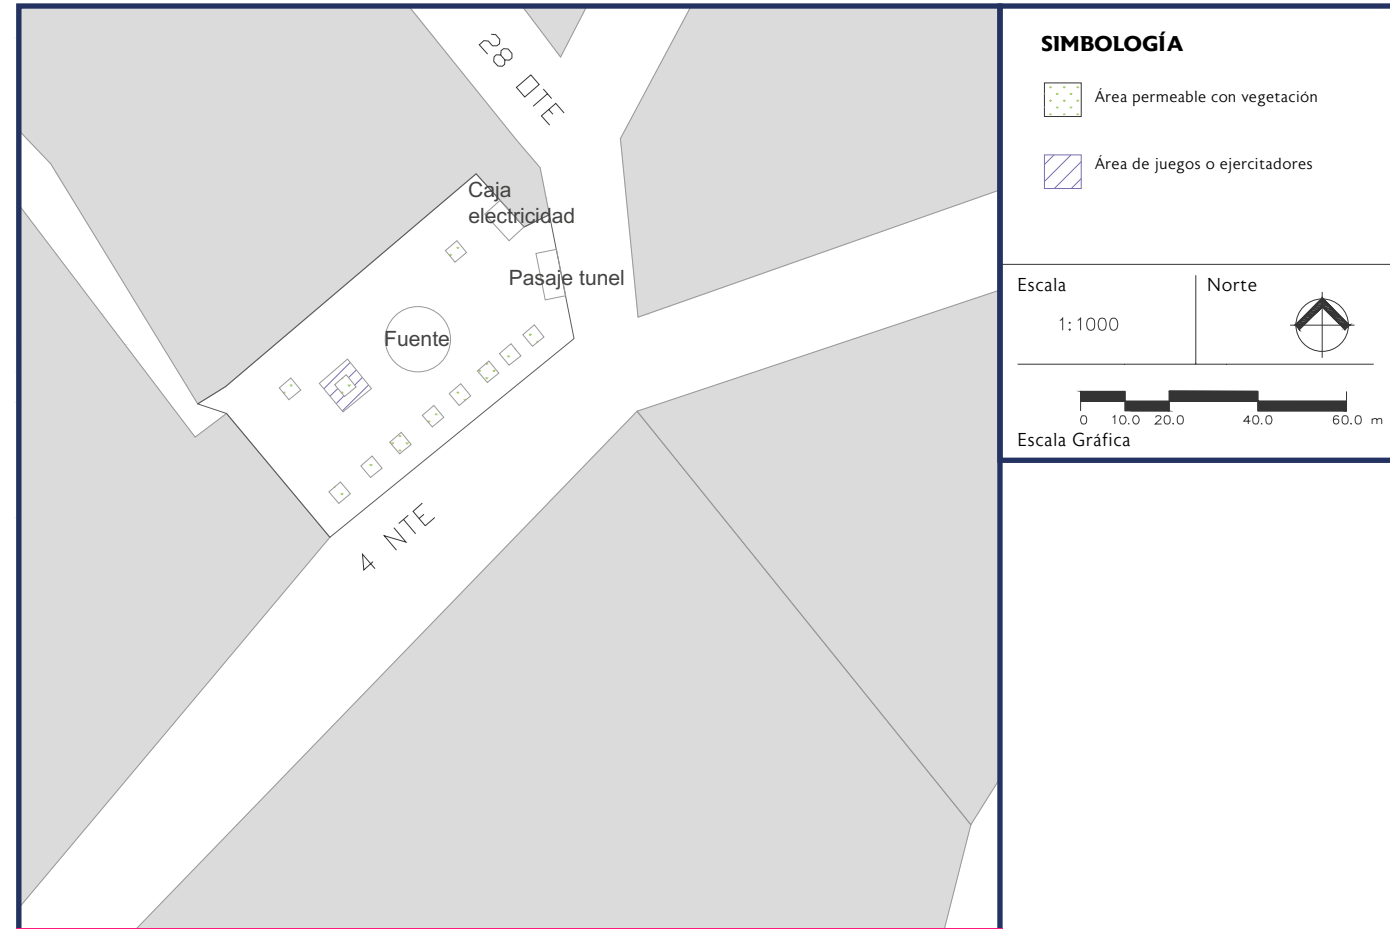 28 OTE
Caja
electricidad
Pasaje tunel
Fuente
4 NTE
SIMBOLOGÍA
Área permeable con vegetación
Área de juegos o ejercitadores
Escala
1:1000
Norte
0 10.0 20.0 40.0 60.0 m
Escala Gráfica